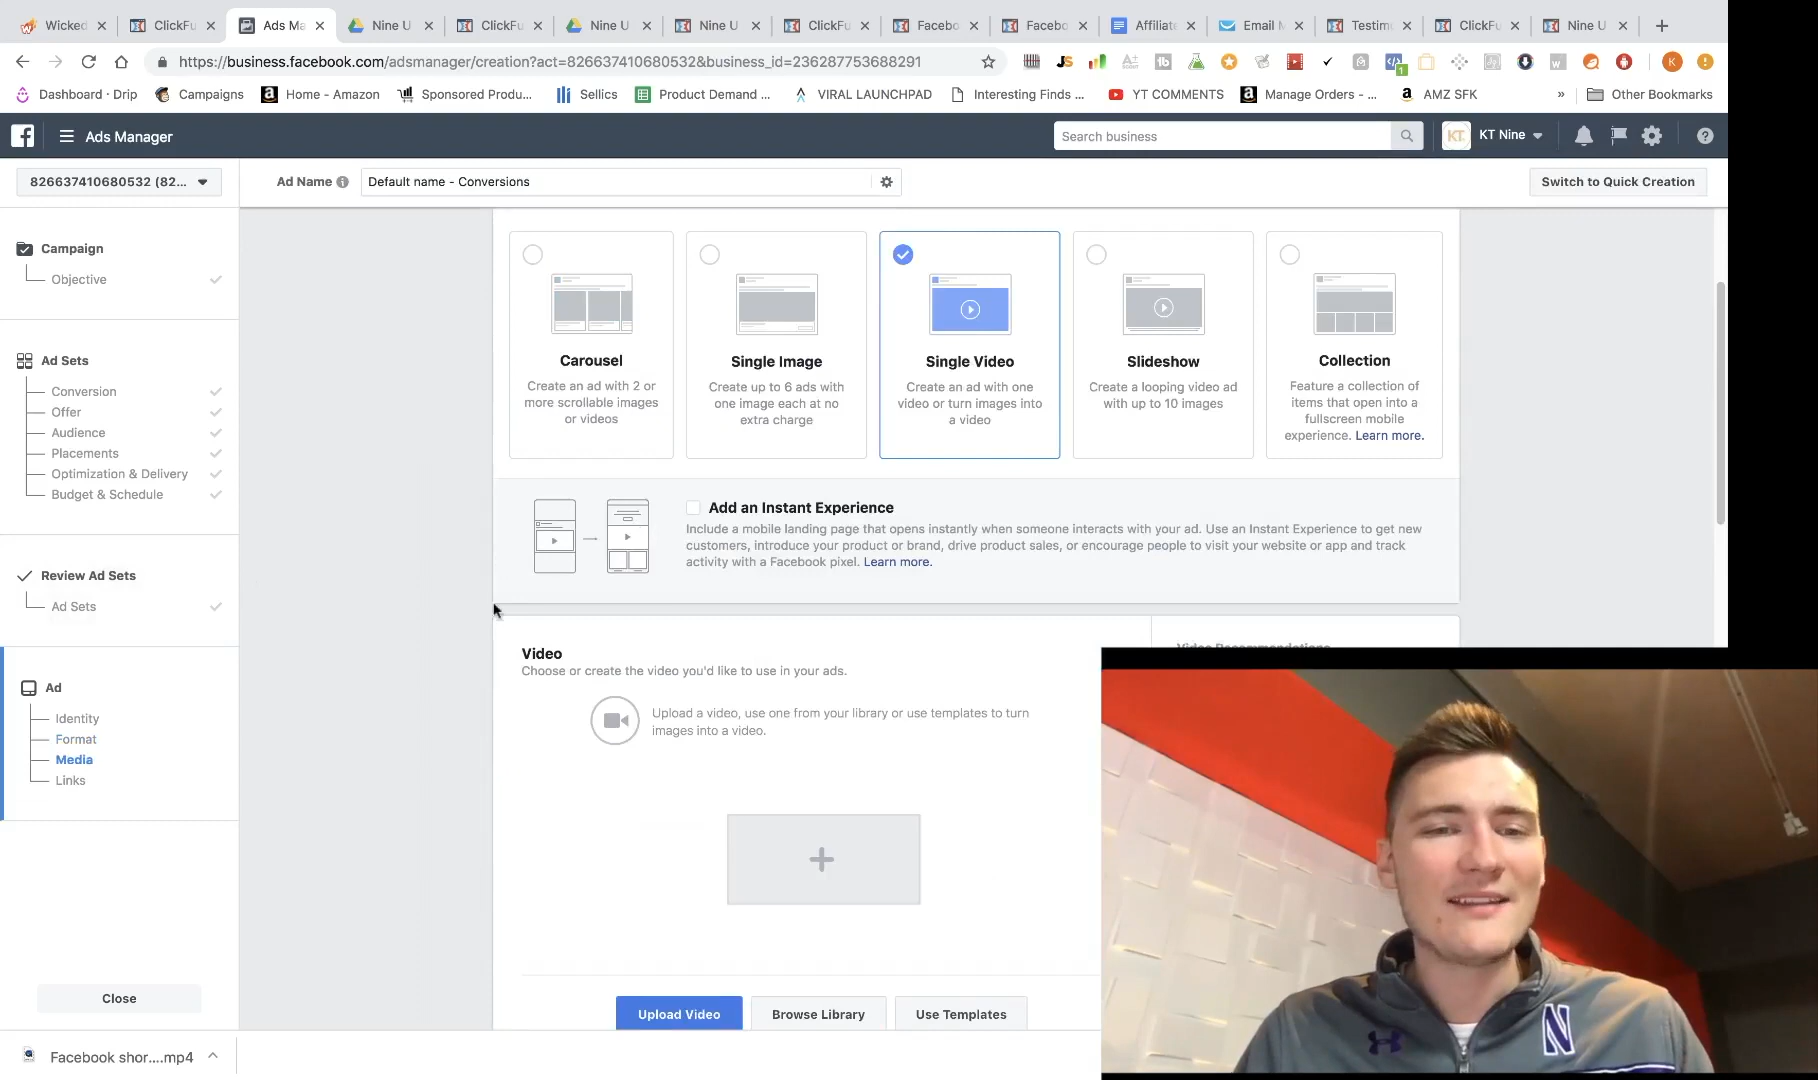 Wicked
ClickFu
Ads Ma
Nine U
ClickFu
Nine U
Nine U
ClickFu
Facebo
Facebo
Affiliate
Email M
Testimo
ClickFu
Nine U
https://business.facebook.com/adsmanager/creation?act=826637410680532&business_id=236287753688291
Dashboard · Drip
Campaigns
Home - Amazon
Sponsored Produ...
Sellics
Product Demand ...
VIRAL LAUNCHPAD
Interesting Finds ...
YT COMMENTS
Manage Orders - ...
AMZ SFK
»
Other Bookmarks
Ads Manager
Search business
KT.
KT Nine
826637410680532 (82...
Ad Name
Default name - Conversions
Switch to Quick Creation
Campaign
Objective
Ad Sets
Conversion
Offer
Audience
Placements
Optimization & Delivery
Budget & Schedule
Review Ad Sets
Ad Sets
Ad
Identity
Format
Media
Links
Close
Carousel
Create an ad with 2 or
more scrollable images
or videos
Single Image
Create up to 6 ads with
one image each at no
extra charge
Single Video
Create an ad with one
video or turn images into
a video
Slideshow
Create a looping video ad
with up to 10 images
Collection
Feature a collection of
items that open into a
fullscreen mobile
experience. Learn more.
Add an Instant Experience
Include a mobile landing page that opens instantly when someone interacts with your ad. Use an Instant Experience to get new
customers, introduce your product or brand, drive product sales, or encourage people to visit your website or app and track
activity with a Facebook pixel. Learn more.
Video
Choose or create the video you'd like to use in your ads.
Upload a video, use one from your library or use templates to turn
images into a video.
Video Recommendations
Upload Video
Browse Library
Use Templates
Facebook shor....mp4
N